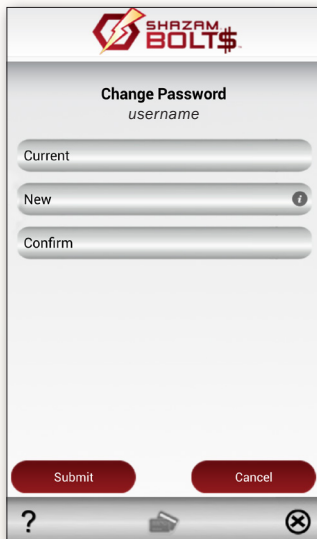 SHAZAM
BOLT$
Change Password
username
Current
New
i
Confirm
Submit
Cancel
?